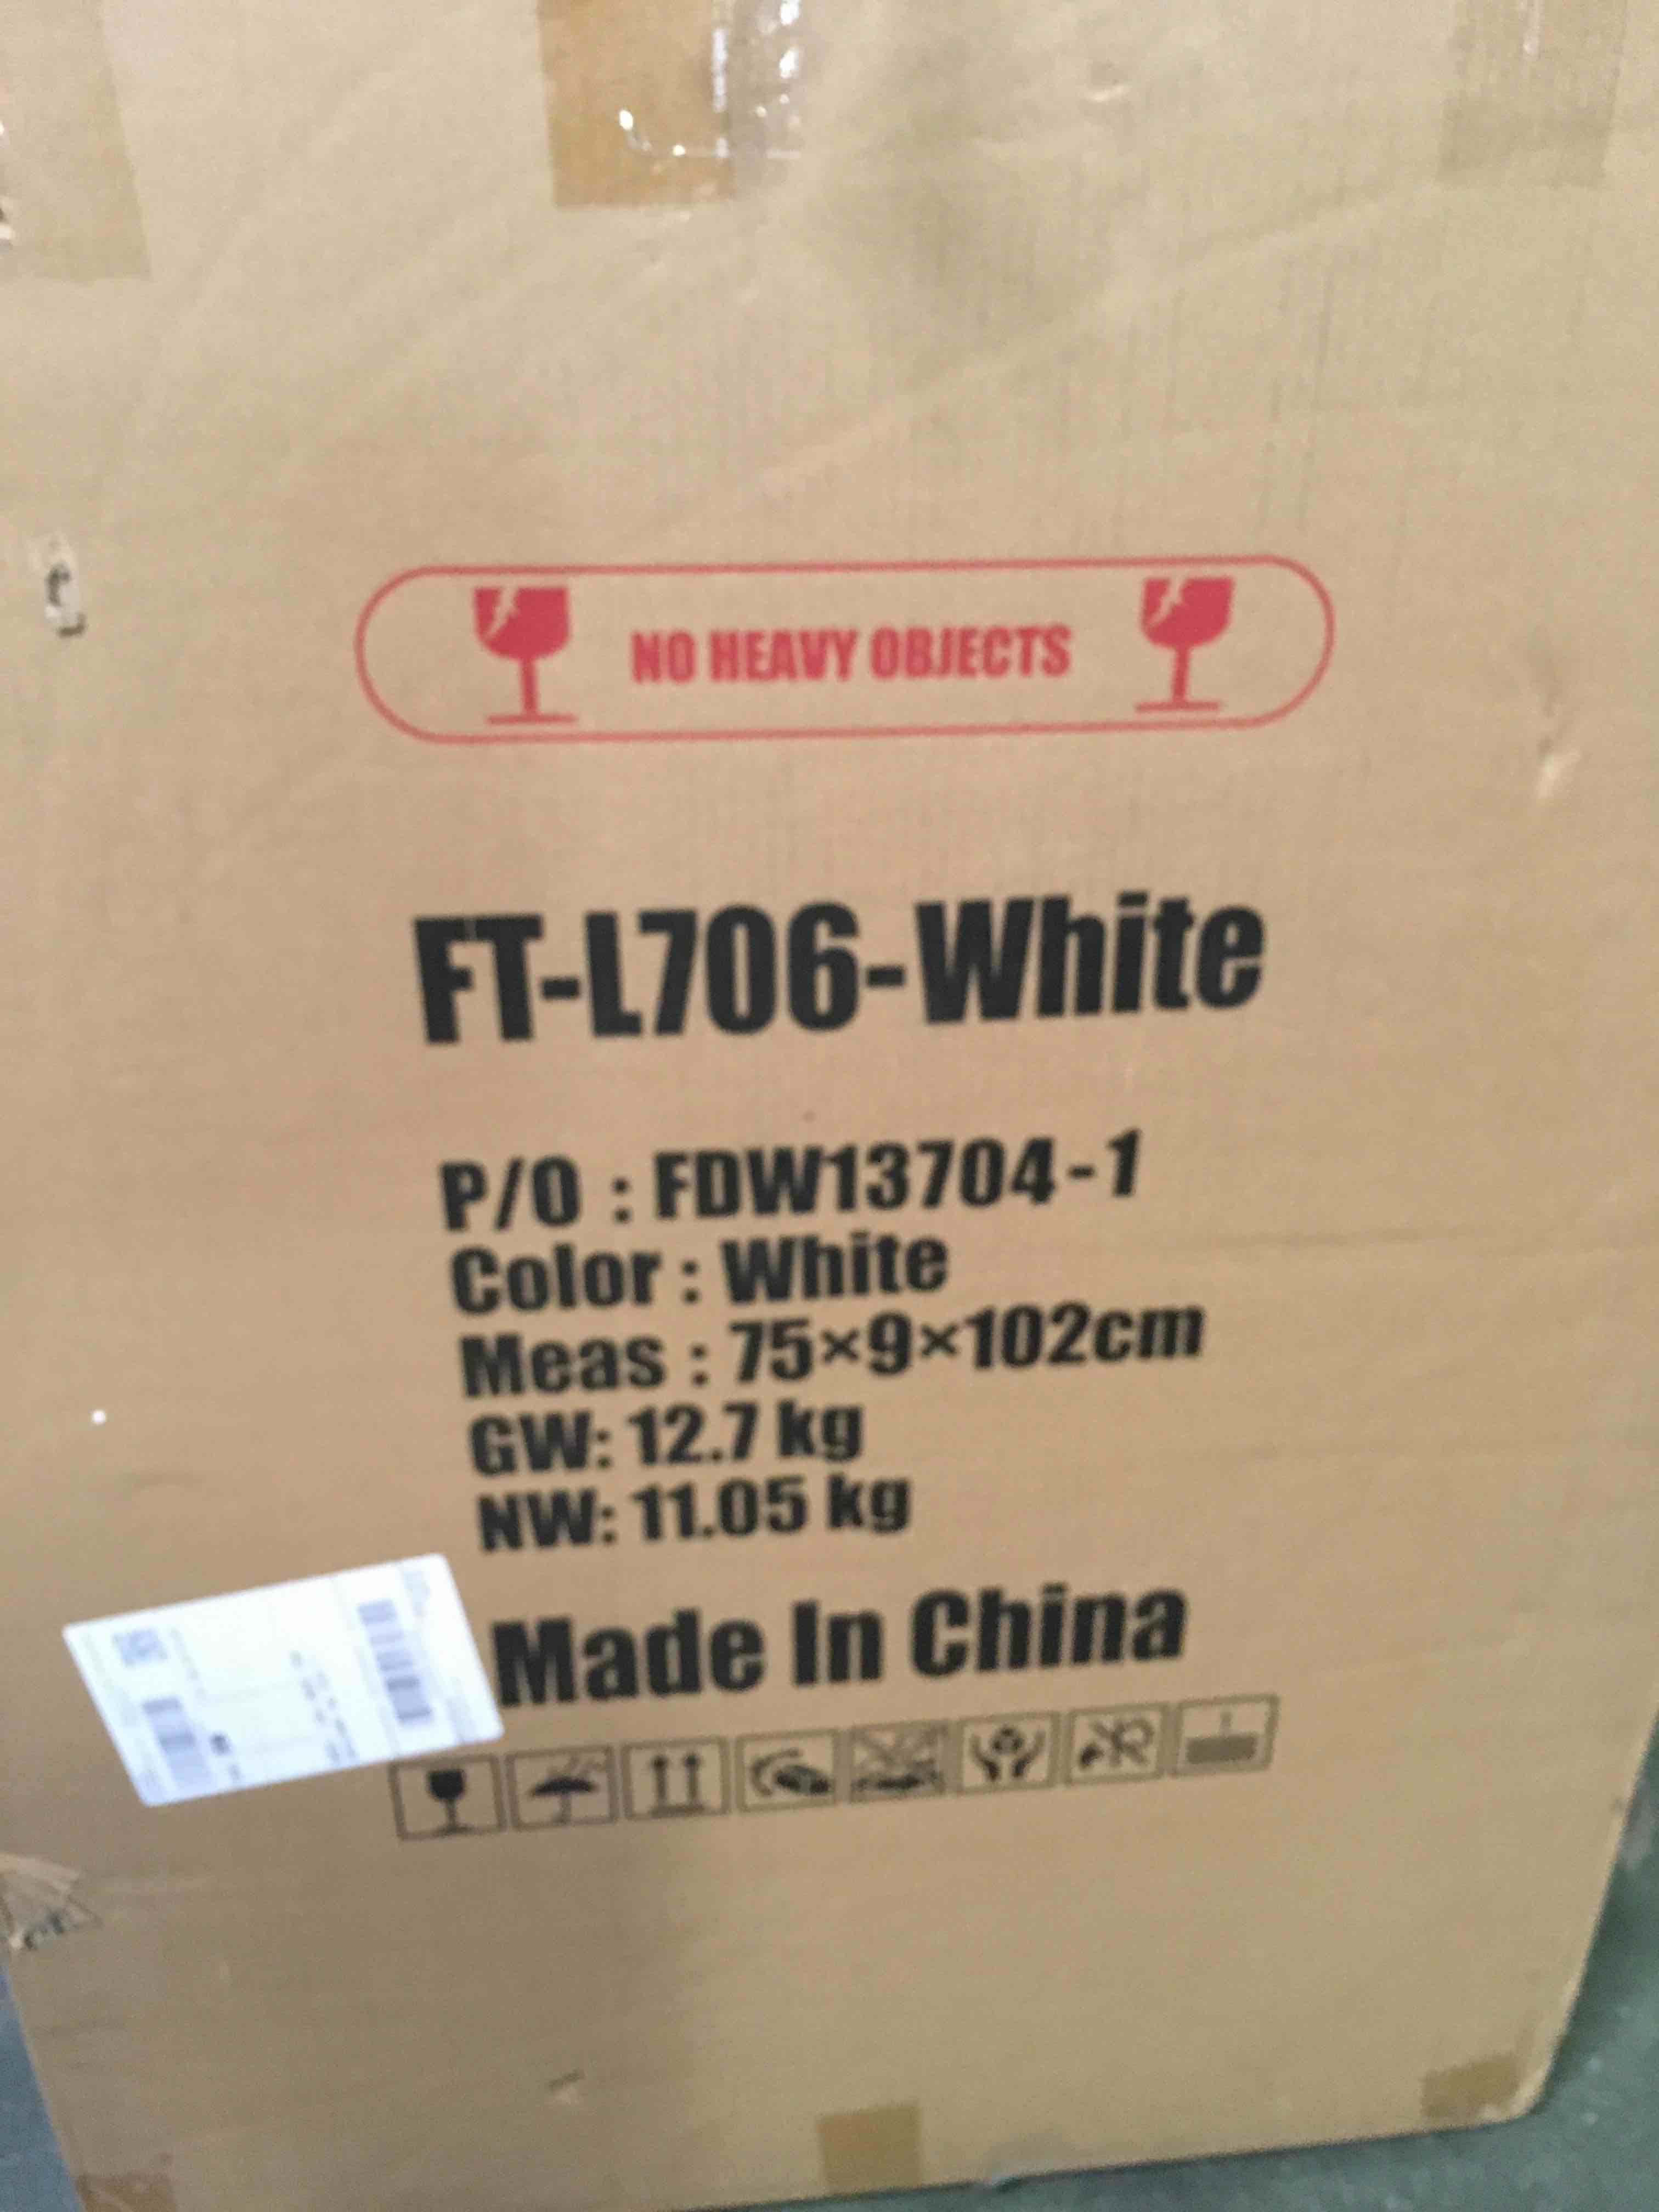 NO HEAVY OBJECTS
FT-L706-White
P/O : FDW13704-1
Color : White
Meas : 75×9×102cm
GW: 12.7 kg
NW: 11.05 kg
Made In China